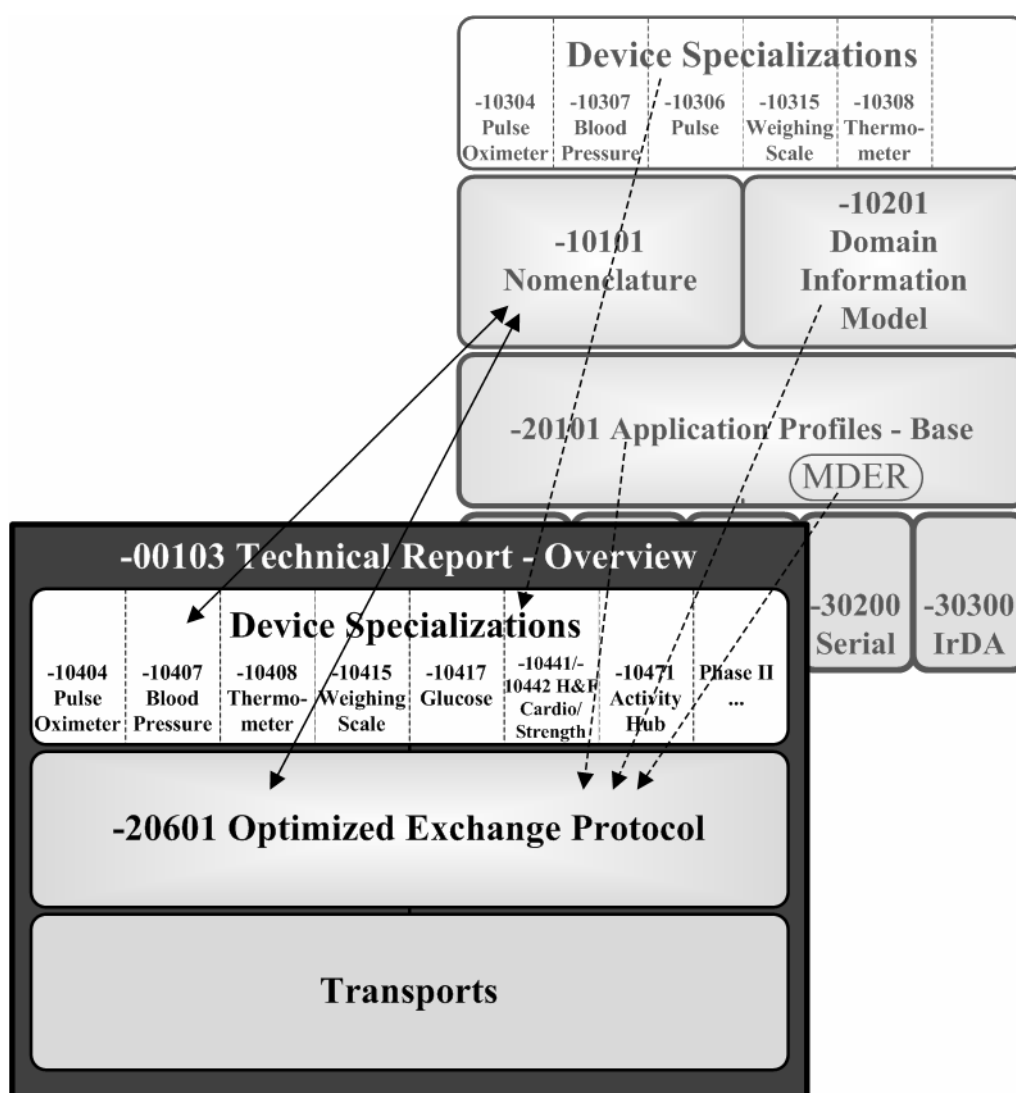 Device Specializations
-10304
Pulse
Oximeter
-10307
Blood
Pressure
-10306
Pulse
-10315
Weighing
Scale
-10308
Thermo-
meter
-10101
Nomenclature
-10201
Domain
Information
Model
-20101 Application Profiles - Base
MDER
-30200
Serial
-30300
IrDA
-00103 Technical Report - Overview
Device Specializations
-10404
Pulse
Oximeter
-10407
Blood
Pressure
-10408
Thermo-
meter
-10415
Weighing
Scale
-10417
Glucose
-10441/-
10442 H&F
Cardio/
Strength
-10471
Activity
Hub
Phase II
...
-20601 Optimized Exchange Protocol
Transports